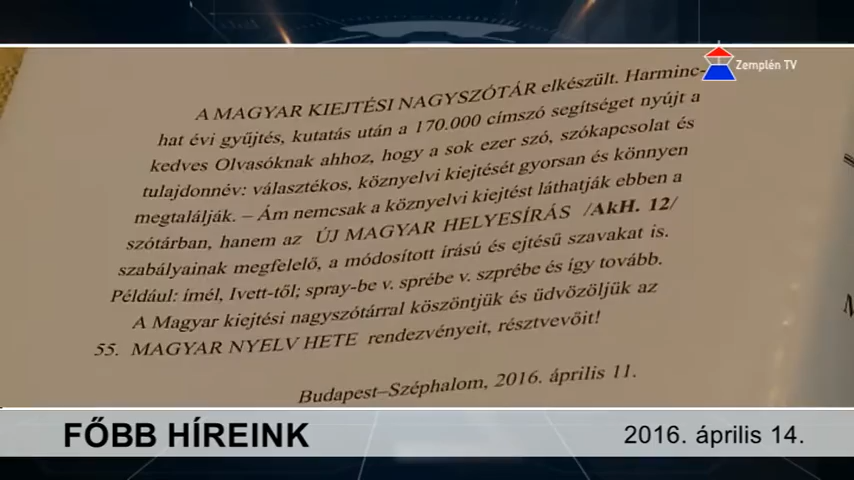 Zemplén TV
A MAGYAR KIEJTÉSI NAGYSZÓTÁR elkészült. Harminc-
hat évi gyűjtés, kutatás után a 170.000 címszó segítséget nyújt a
kedves Olvasóknak ahhoz, hogy a sok ezer szó, szókapcsolat és
tulajdonnév: választékos, köznyelvi kiejtését gyorsan és könnyen
megtalálják. – Ám nemcsak a köznyelvi kiejtést láthatják ebben a
szótárban, hanem az ÚJ MAGYAR HELYESÍRÁS /AkH. 12/
szabályainak megfelelő, a módosított írású és ejtésű szavakat is.
Például: ímél, Ivett-től; spray-be v. sprébe v. szprébe és így tovább.
A Magyar kiejtési nagyszótárral köszöntjük és üdvözöljük az
55. MAGYAR NYELV HETE rendezvényeit, résztvevőit!
Budapest–Széphalom, 2016. április 11.
FŐBB HÍREINK
2016. április 14.